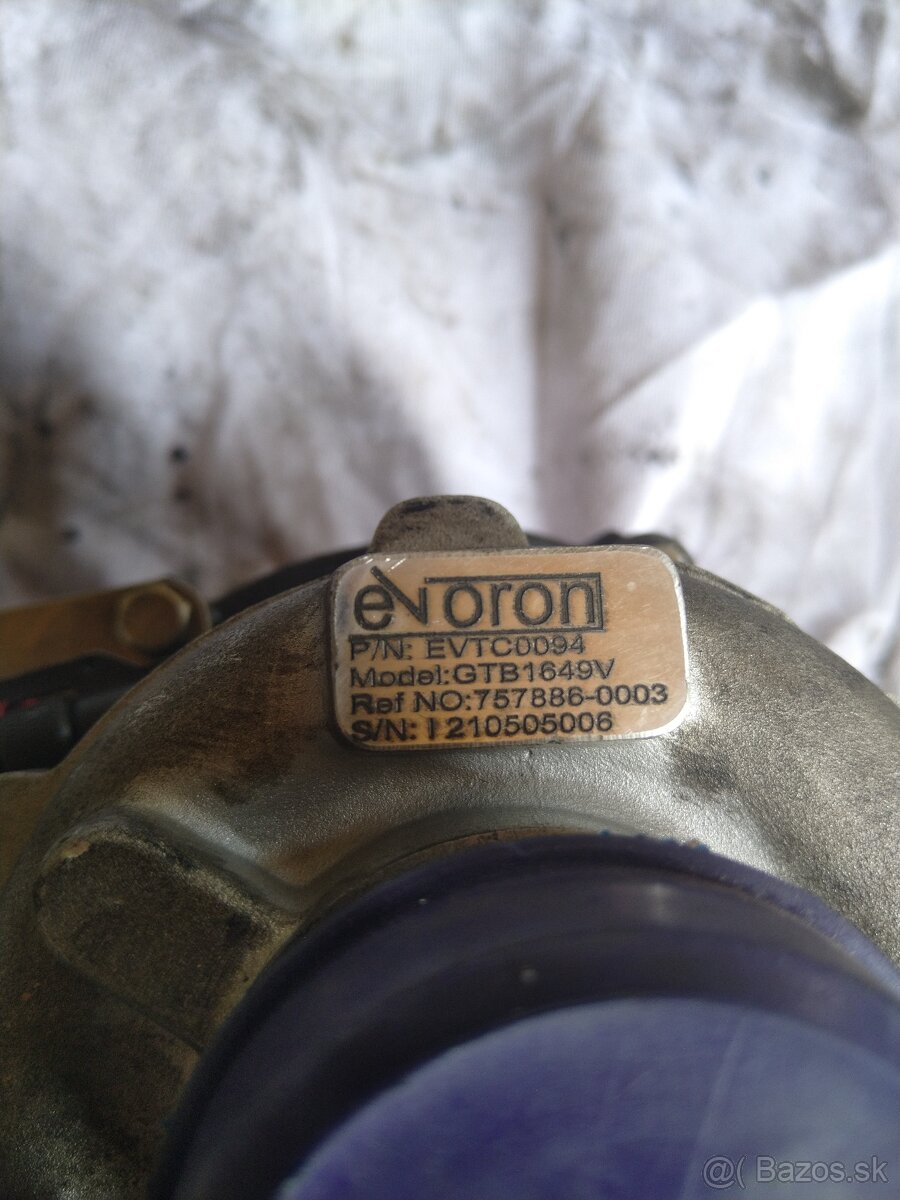 evoron
P/N: EVTC0094
Model:GTB1649V
Ref NO:757886-0003
S/N: I 210505006
@( Bazos.sk